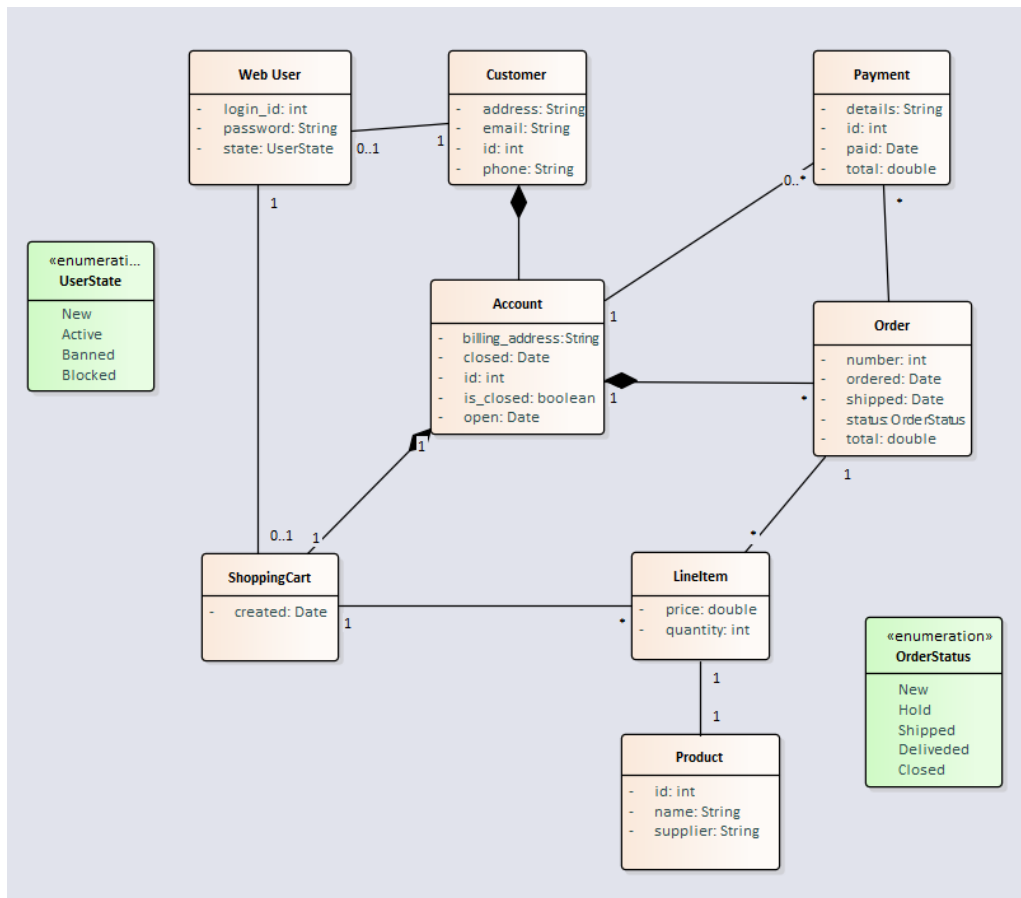 Web User
- login_id: int
- password: String
- state: UserState
Customer
- address: String
- email: String
- id: int
- phone: String
Payment
- details: String
- id: int
- paid: Date
- total: double
0..1
1
1
0..*
*
«enumerati...
UserState
New
Active
Banned
Blocked
Account
- billing_address:String
- closed: Date
- id: int
- is_closed: boolean
- open: Date
1
1
*
1
Order
- number: int
- ordered: Date
- shipped: Date
- status:OrderStatus
- total: double
1
0..1
1
*
ShoppingCart
- created: Date
1
*
LineItem
- price: double
- quantity: int
1
1
Product
- id: int
- name: String
- supplier: String
«enumeration»
OrderStatus
New
Hold
Shipped
Deliveded
Closed